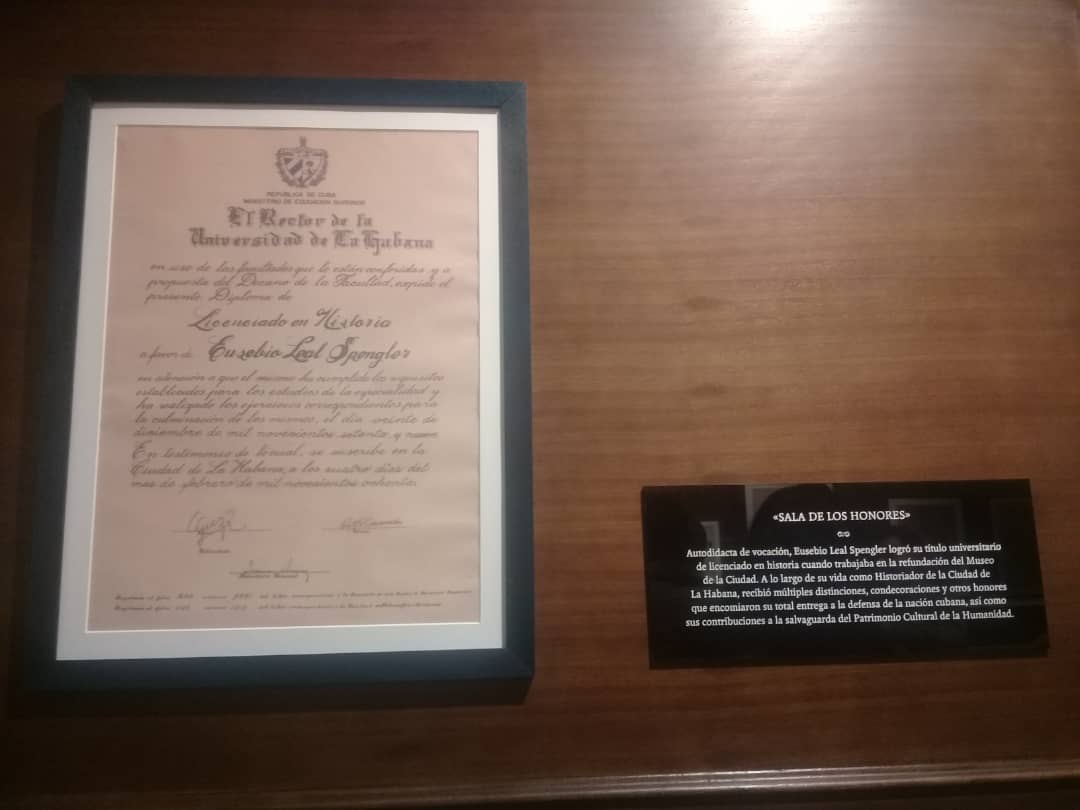 REPUBLICA DE CUBA
MINISTERIO DE EDUCACION SUPERIOR
El Rector de la
Universidad de La Habana
en uso de las facultades que le están conferidas y a
propuesta del Decano de la Facultad, expide el
presente Diploma de
Licenciado en Historia
a favor de Eusebio Leal Spengler
en atención a que el mismo ha cumplido los requisitos
establecidos para los estudios de la especialidad y
ha realizado los ejercicios correspondientes para
la culminación de los mismos, el día veinte de
diciembre de mil novecientos setenta y nueve
En testimonio de lo cual, se suscribe en la
Ciudad de La Habana, a los cuatro días del
mes de febrero de mil novecientos ochenta.
Secretario General
«SALA DE LOS HONORES»
Autodidacta de vocación, Eusebio Leal Spengler logró su título universitario
de licenciado en historia cuando trabajaba en la refundación del Museo
de la Ciudad. A lo largo de su vida como Historiador de la Ciudad de
La Habana, recibió múltiples distinciones, condecoraciones y otros honores
que encomiaron su total entrega a la defensa de la nación cubana, así como
sus contribuciones a la salvaguarda del Patrimonio Cultural de la Humanidad.